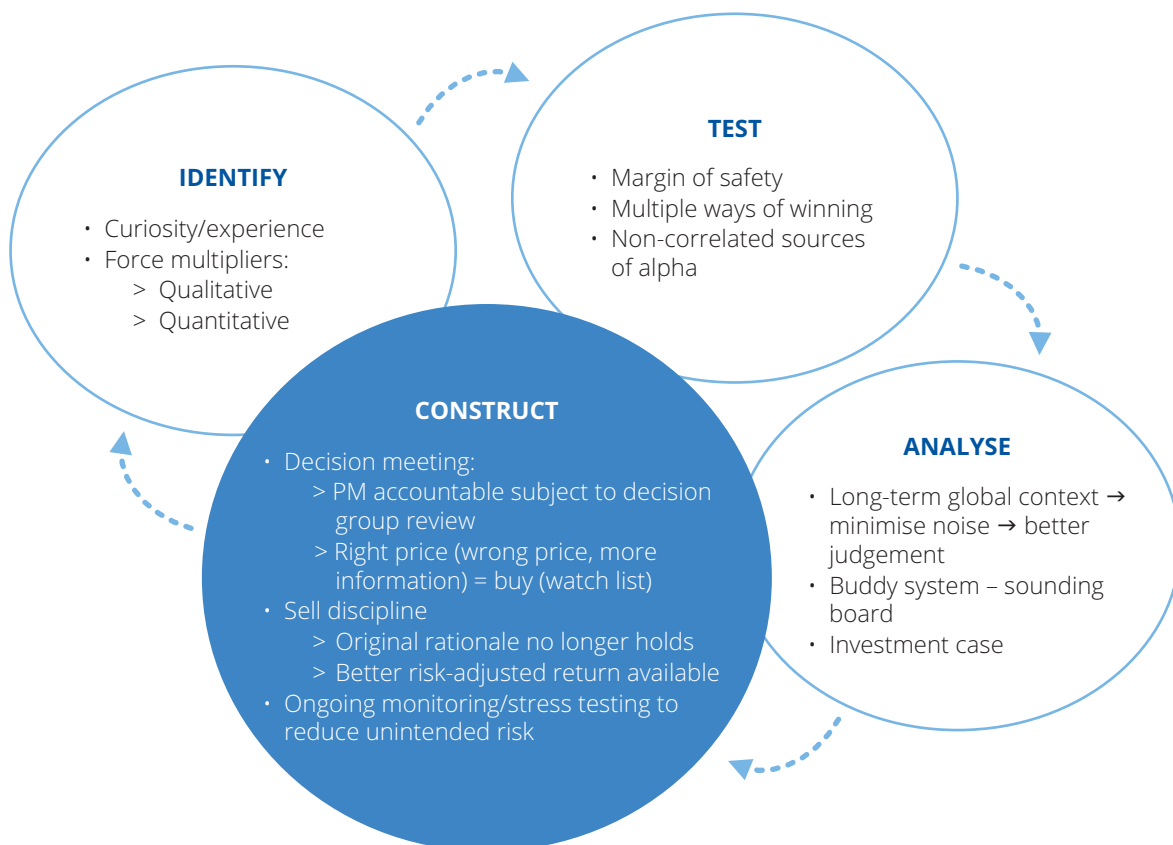 IDENTIFY
· Curiosity/experience
· Force multipliers:
> Qualitative
> Quantitative
TEST
· Margin of safety
· Multiple ways of winning
· Non-correlated sources
of alpha
ANALYSE
· Long-term global context →
minimise noise → better
judgement
· Buddy system – sounding
board
· Investment case
CONSTRUCT
· Decision meeting:
> PM accountable subject to decision
group review
> Right price (wrong price, more
information) = buy (watch list)
· Sell discipline
> Original rationale no longer holds
> Better risk-adjusted return available
· Ongoing monitoring/stress testing to
reduce unintended risk